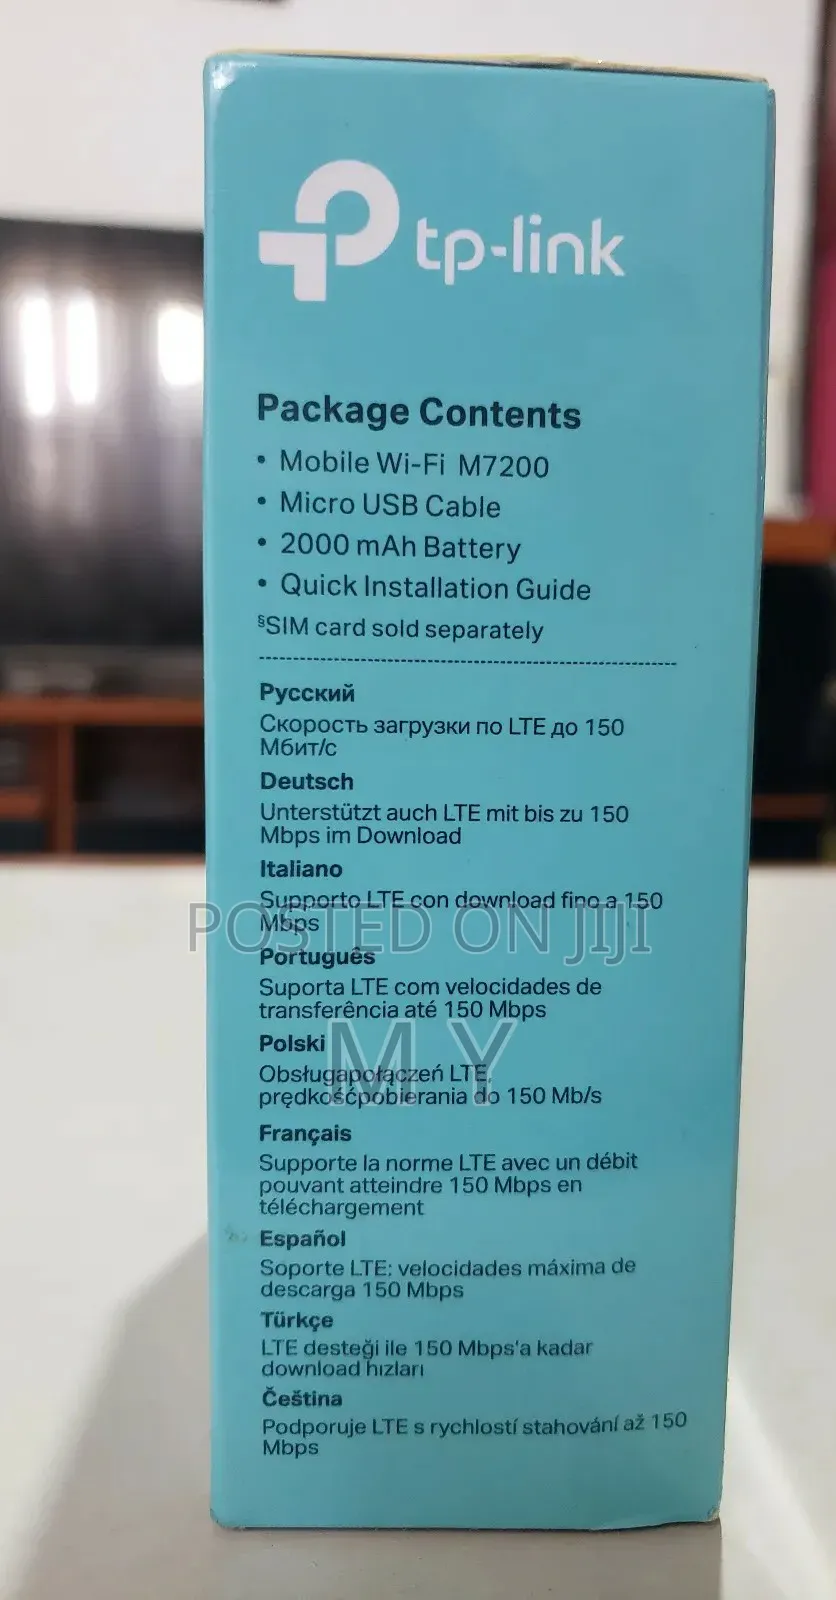 tp-link
Package Contents
• Mobile Wi-Fi M7200
• Micro USB Cable
• 2000 mAh Battery
• Quick Installation Guide
§SIM card sold separately
Русский
Скорость загрузки по LTE до 150
Мбит/с
Deutsch
Unterstützt auch LTE mit bis zu 150
Mbps im Download
Italiano
Supporto LTE con download fino a 150
Mbps
POSTED ON JIJI
Português
Suporta LTE com velocidades de
transferência até 150 Mbps
Polski
M Y
Obsługapołączeń LTE,
prędkośćpobierania do 150 Mb/s
Français
Supporte la norme LTE avec un débit
pouvant atteindre 150 Mbps en
téléchargement
Español
Soporte LTE: velocidades máxima de
descarga 150 Mbps
Türkçe
LTE desteği ile 150 Mbps'a kadar
download hızları
Čeština
Podporuje LTE s rychlostí stahování až 150
Mbps